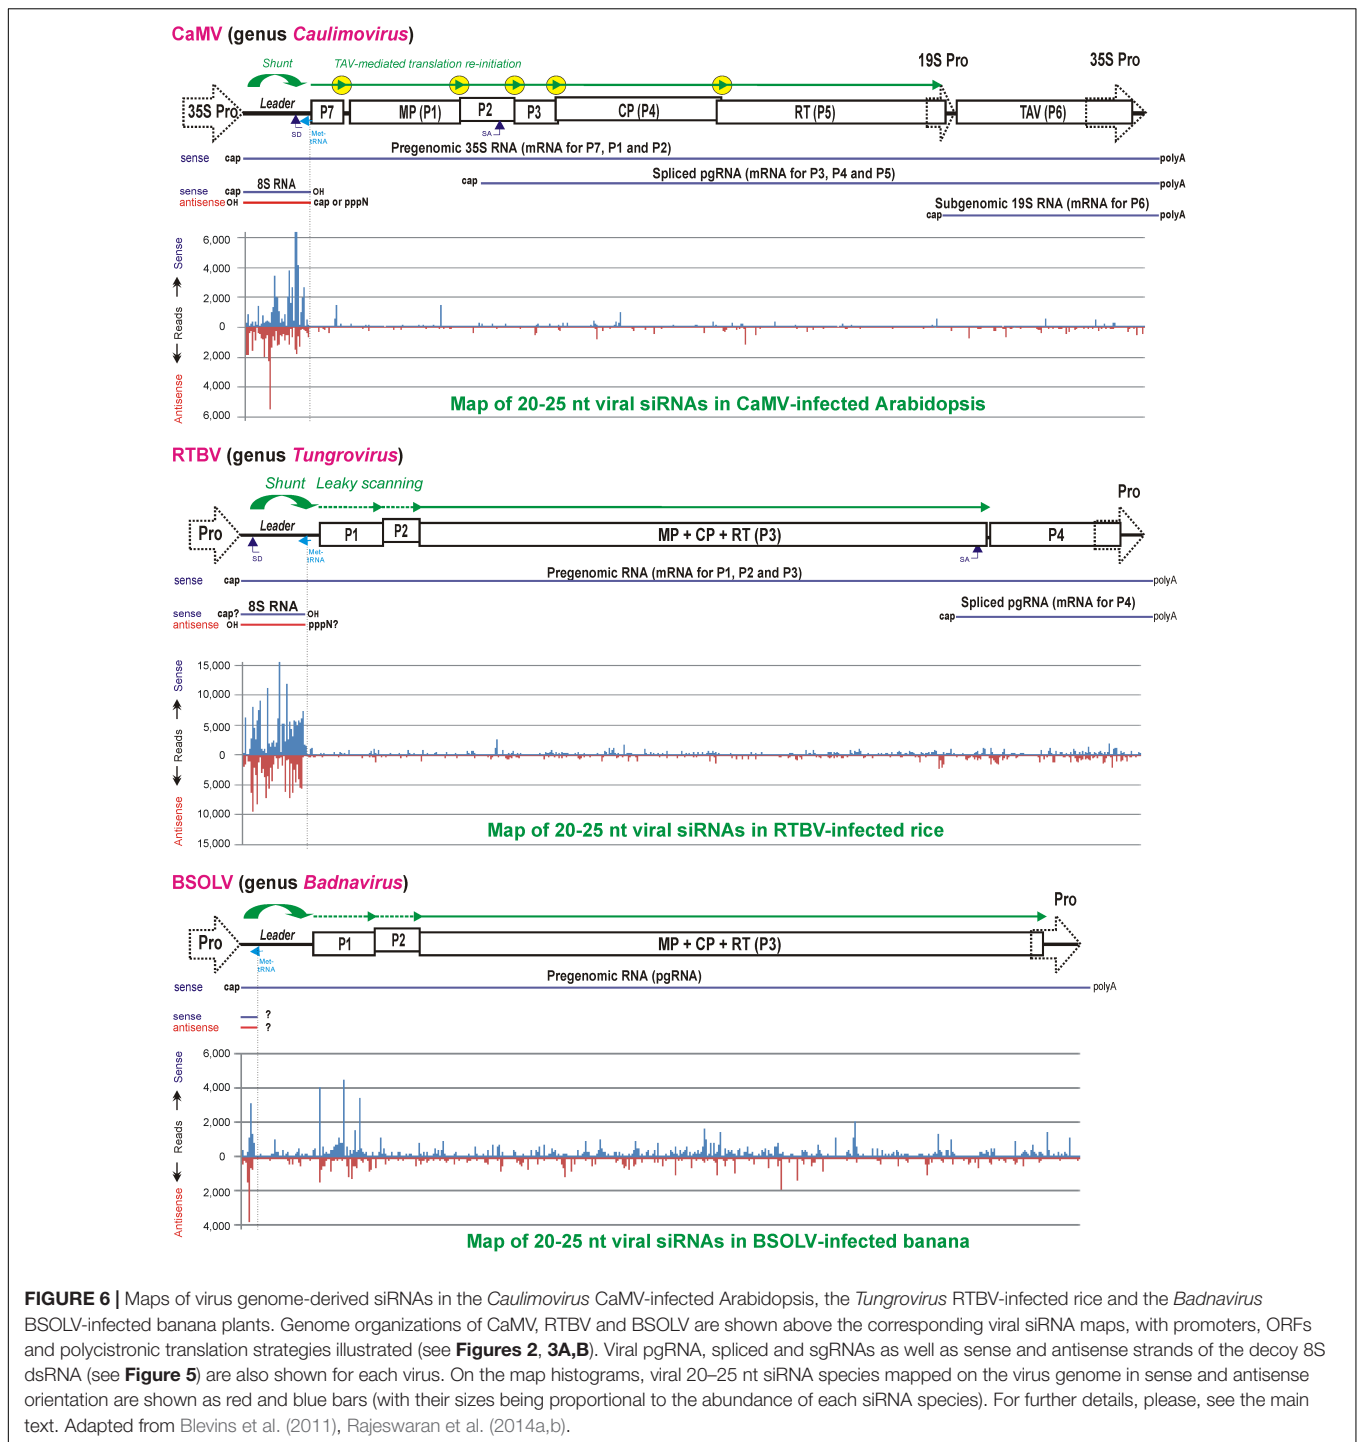 CaMV (genus Caulimovirus)
Shunt
TAV-mediated translation re-initiation
19S Pro
35S Pro
35S Pro
Leader
P7
MP (P1)
P2
P3
CP (P4)
RT (P5)
TAV (P6)
SD
Met-
tRNA
SA
Pregenomic 35S RNA (mRNA for P7, P1 and P2)
sense
cap
polyA
Spliced pgRNA (mRNA for P3, P4 and P5)
cap
polyA
8S RNA
sense
cap
OH
antisense
OH
cap or pppN
Subgenomic 19S RNA (mRNA for P6)
cap
polyA
6,000
4,000
2,000
0
2,000
4,000
6,000
Sense
Reads
Antisense
Map of 20-25 nt viral siRNAs in CaMV-infected Arabidopsis
RTBV (genus Tungrovirus)
Shunt
Leaky scanning
Pro
Pro
Leader
P1
P2
MP + CP + RT (P3)
P4
SD
Met-
tRNA
SA
Pregenomic RNA (mRNA for P1, P2 and P3)
sense
cap
polyA
8S RNA
sense
cap?
OH
antisense
OH
pppN?
Spliced pgRNA (mRNA for P4)
cap
polyA
15,000
10,000
5,000
0
5,000
10,000
15,000
Sense
Reads
Antisense
Map of 20-25 nt viral siRNAs in RTBV-infected rice
BSOLV (genus Badnavirus)
Pro
Pro
Leader
P1
P2
MP + CP + RT (P3)
Met-
tRNA
Pregenomic RNA (pgRNA)
sense
cap
polyA
sense
?
antisense
?
6,000
4,000
2,000
0
2,000
4,000
Sense
Reads
Antisense
Map of 20-25 nt viral siRNAs in BSOLV-infected banana
FIGURE 6 | Maps of virus genome-derived siRNAs in the Caulimovirus CaMV-infected Arabidopsis, the Tungrovirus RTBV-infected rice and the Badnavirus
BSOLV-infected banana plants. Genome organizations of CaMV, RTBV and BSOLV are shown above the corresponding viral siRNA maps, with promoters, ORFs
and polycistronic translation strategies illustrated (see Figures 2, 3A,B). Viral pgRNA, spliced and sgRNAs as well as sense and antisense strands of the decoy 8S
dsRNA (see Figure 5) are also shown for each virus. On the map histograms, viral 20–25 nt siRNA species mapped on the virus genome in sense and antisense
orientation are shown as red and blue bars (with their sizes being proportional to the abundance of each siRNA species). For further details, please, see the main
text. Adapted from Blevins et al. (2011), Rajeswaran et al. (2014a,b).